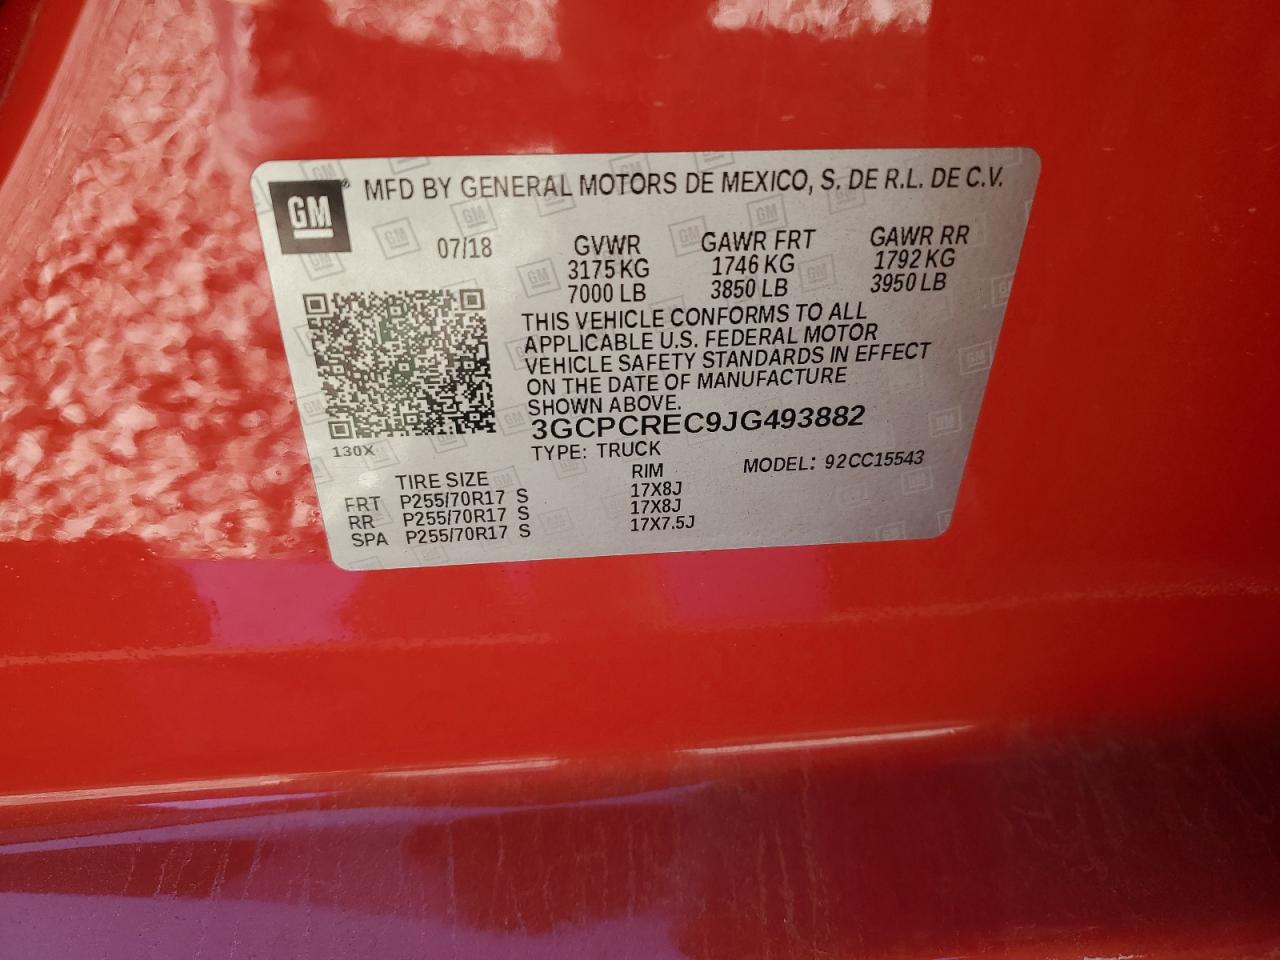 GM® MFD BY GENERAL MOTORS DE MEXICO, S. DE R.L. DE C.V.
07/18 GVWR GAWR FRT GAWR RR
3175 KG 1746 KG 1792 KG
7000 LB 3850 LB 3950 LB
THIS VEHICLE CONFORMS TO ALL
APPLICABLE U.S. FEDERAL MOTOR
VEHICLE SAFETY STANDARDS IN EFFECT
ON THE DATE OF MANUFACTURE
SHOWN ABOVE.
3GCPCREC9JG493882
130X
TYPE: TRUCK MODEL: 92CC15543
TIRE SIZE RIM
FRT P255/70R17 S 17X8J
RR P255/70R17 S 17X8J
SPA P255/70R17 S 17X7.5J